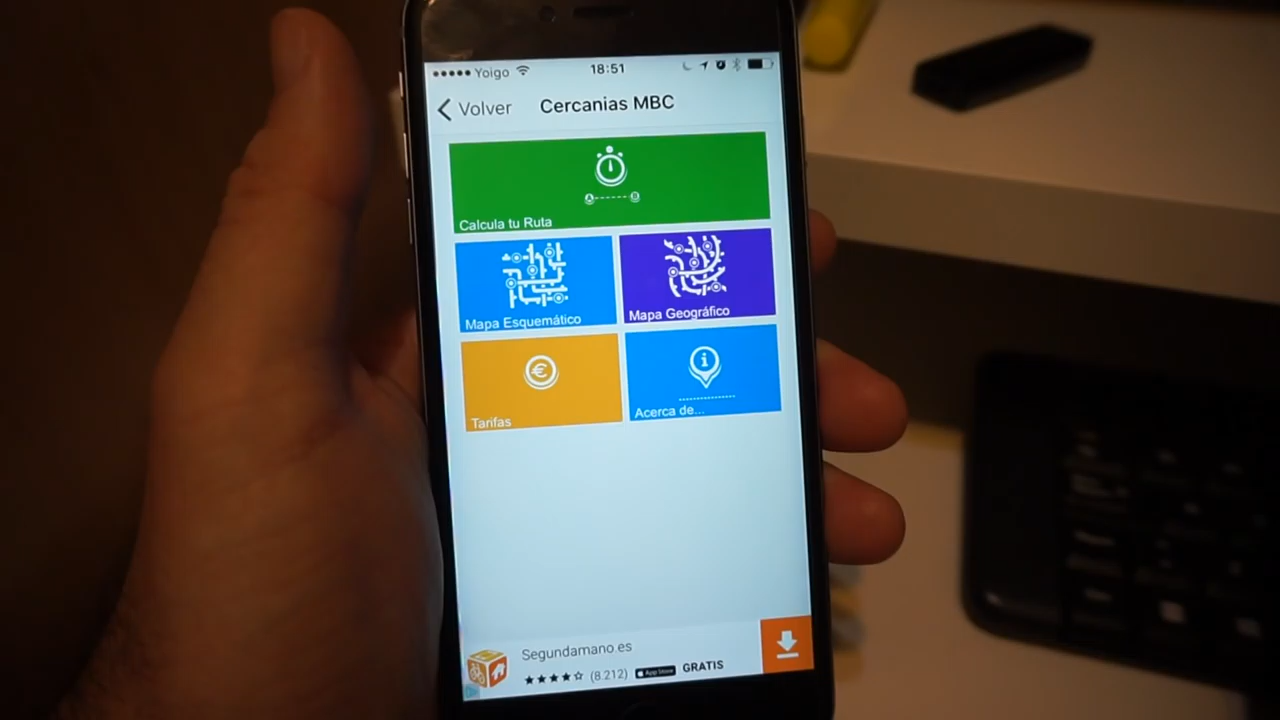 Yoigo 18:51
Volver Cercanias MBC
A B
Calcula tu Ruta
Mapa Esquemático Mapa Geográfico
€ i
Tarifas Acerca de...
Segundamano.es
(8.212) App Store GRATIS